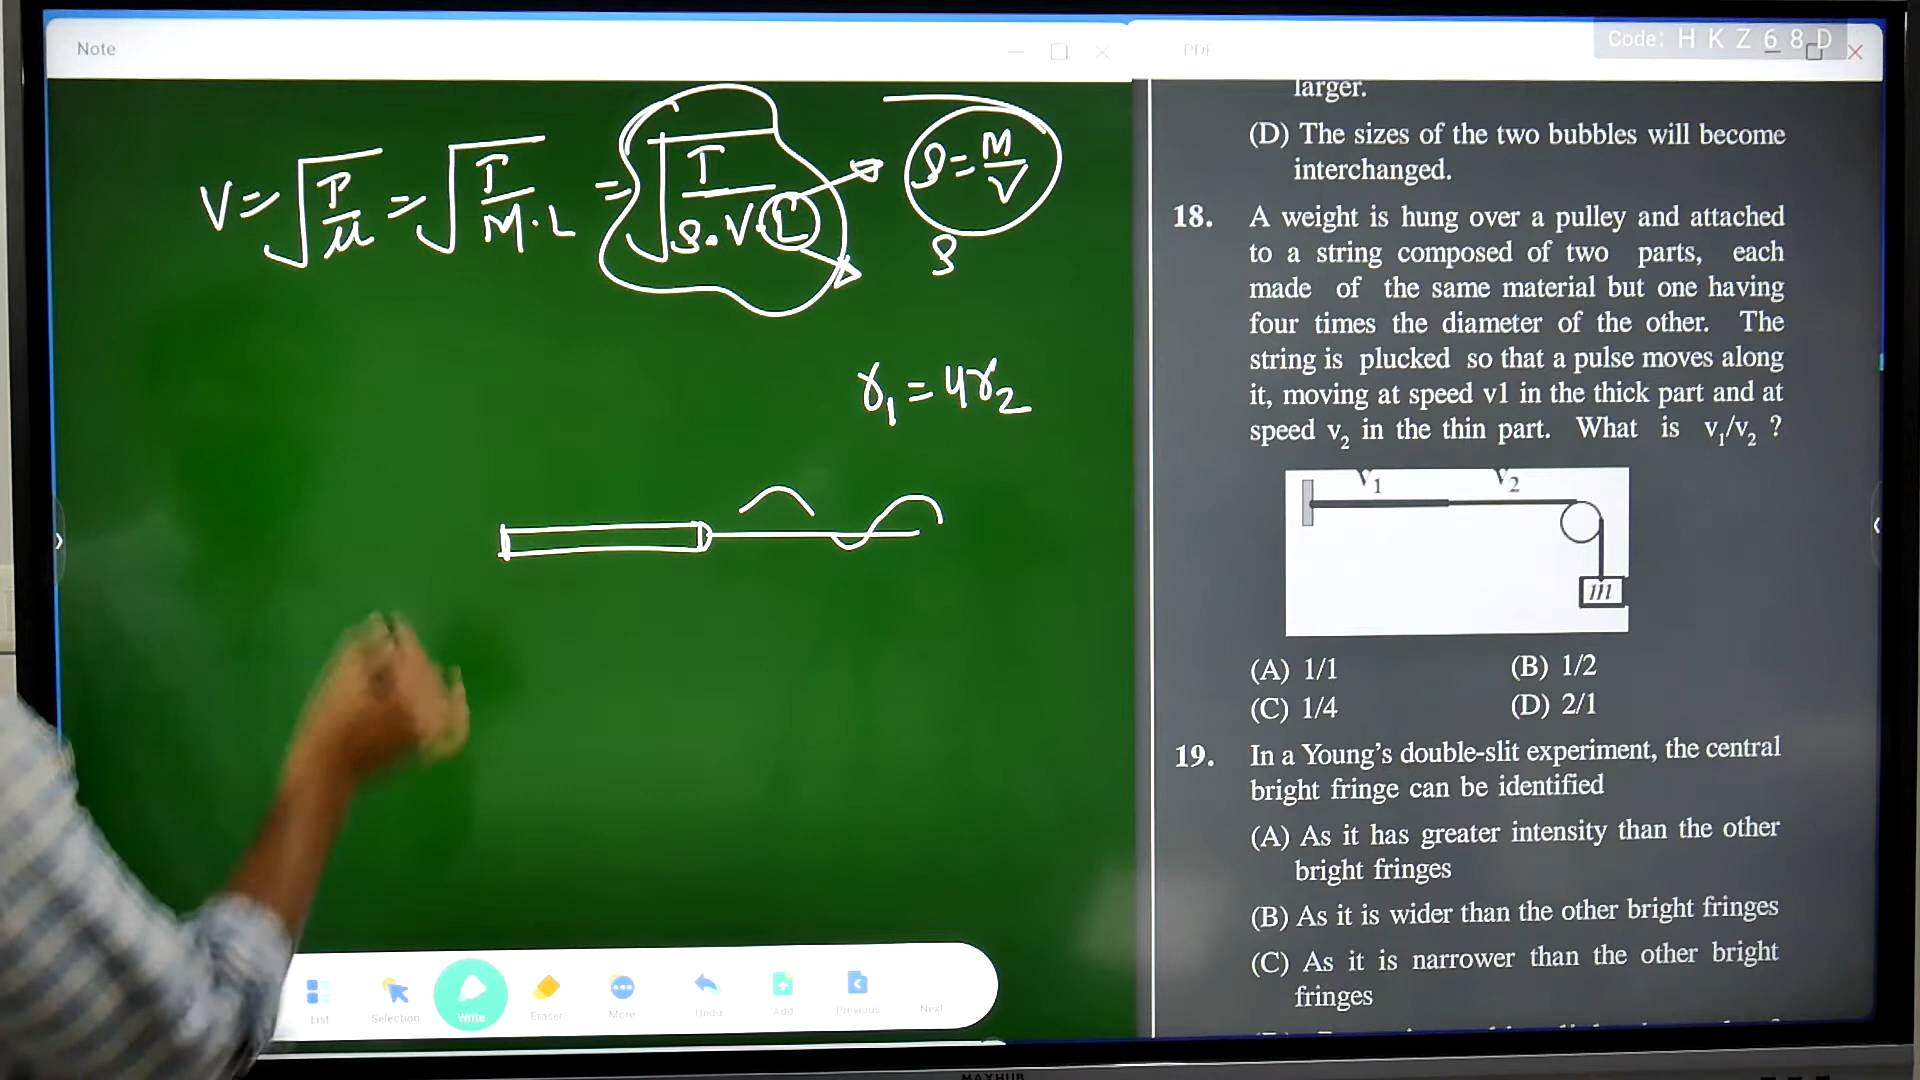 Note
V = √T/μ = √T/M·L = √T/ρ·V·L
ρ = M/V
ρ
r₁ = 4r₂
List Selection Write Eraser More Undo Add Previous Next
PDF
Code: HKZ68D
larger.
(D) The sizes of the two bubbles will become
interchanged.
18. A weight is hung over a pulley and attached
to a string composed of two parts, each
made of the same material but one having
four times the diameter of the other. The
string is plucked so that a pulse moves along
it, moving at speed v1 in the thick part and at
speed v₂ in the thin part. What is v₁/v₂ ?
V₁ V₂
m
(A) 1/1 (B) 1/2
(C) 1/4 (D) 2/1
19. In a Young's double-slit experiment, the central
bright fringe can be identified
(A) As it has greater intensity than the other
bright fringes
(B) As it is wider than the other bright fringes
(C) As it is narrower than the other bright
fringes
MAXHUB